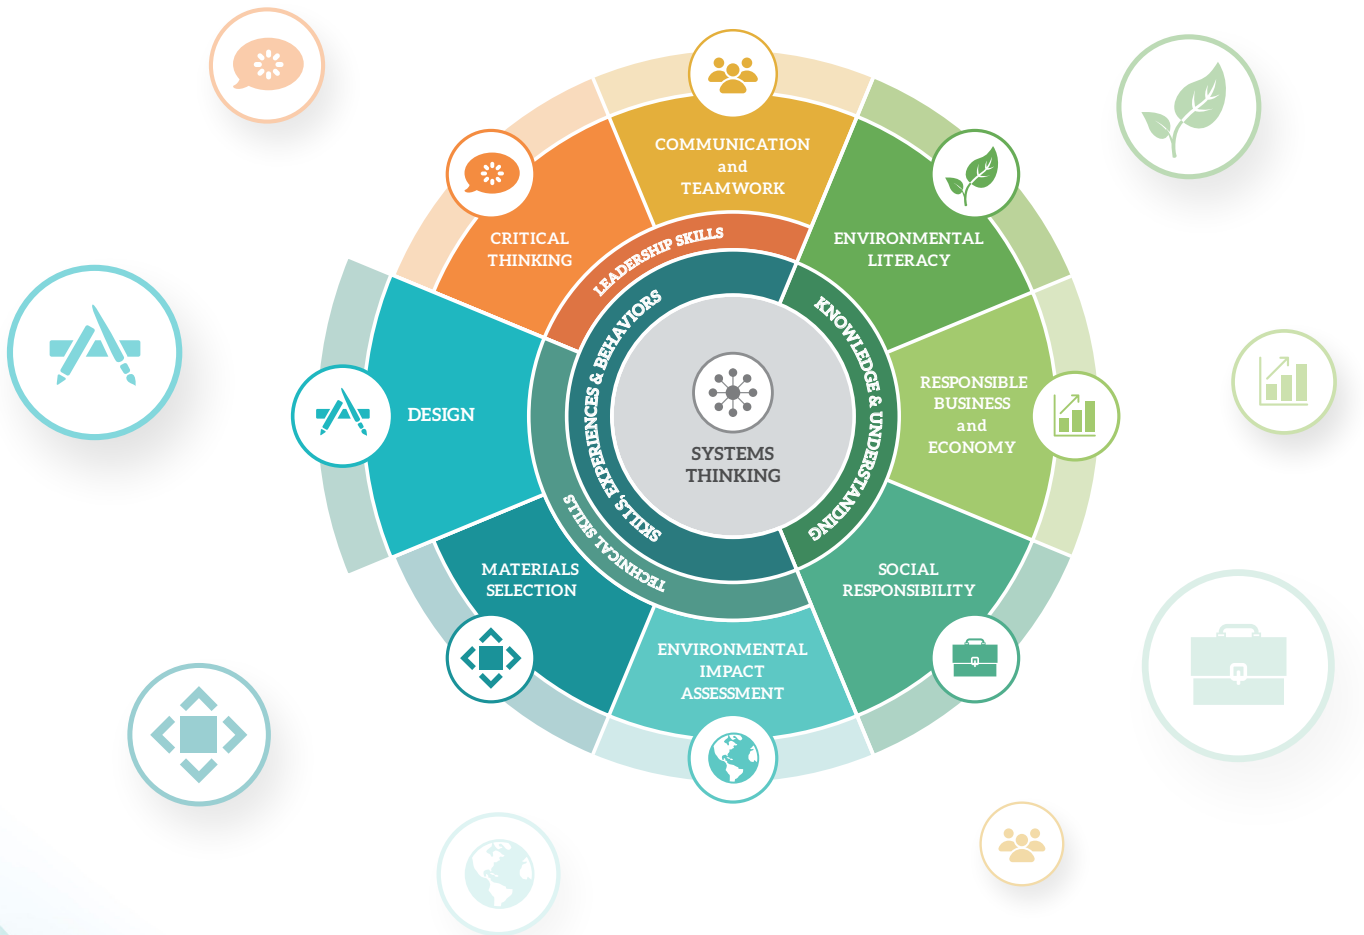 COMMUNICATION
and
TEAMWORK
CRITICAL
THINKING
ENVIRONMENTAL
LITERACY
LEADERSHIP SKILLS
SKILLS, EXPERIENCES & BEHAVIORS
KNOWLEDGE & UNDERSTANDING
RESPONSIBLE
BUSINESS
and
ECONOMY
DESIGN
SYSTEMS
THINKING
TECHNICAL SKILLS
MATERIALS
SELECTION
SOCIAL
RESPONSIBILITY
ENVIRONMENTAL
IMPACT
ASSESSMENT